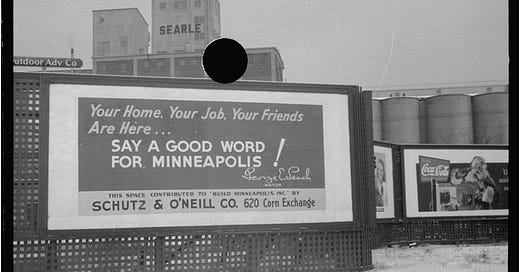 SEARLE
utdoor Adv Co
Your Home, Your Job, Your Friends
Are Here...
SAY A GOOD WORD
FOR MINNEAPOLIS !
George E. Leach
MAYOR
THIS SPACE CONTRIBUTED TO "BUILD MINNEAPOLIS, INC." BY
SCHUTZ & O'NEILL CO. 620 Corn Exchange
Coca-Cola